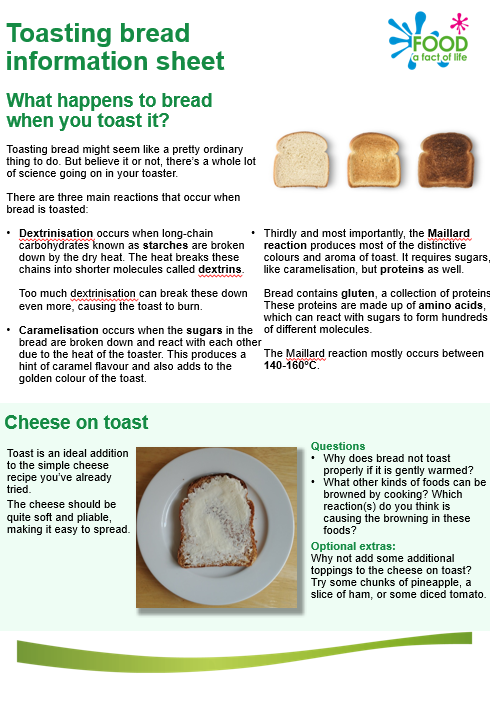 Toasting bread
information sheet
FOOD
a fact of life
What happens to bread
when you toast it?
Toasting bread might seem like a pretty ordinary
thing to do. But believe it or not, there's a whole lot
of science going on in your toaster.
There are three main reactions that occur when
bread is toasted:
• Dextrinisation occurs when long-chain
carbohydrates known as starches are broken
down by the dry heat. The heat breaks these
chains into shorter molecules called dextrins.
Too much dextrinisation can break these down
even more, causing the toast to burn.
• Caramelisation occurs when the sugars in the
bread are broken down and react with each other
due to the heat of the toaster. This produces a
hint of caramel flavour and also adds to the
golden colour of the toast.
• Thirdly and most importantly, the Maillard
reaction produces most of the distinctive
colours and aroma of toast. It requires sugars,
like caramelisation, but proteins as well.
Bread contains gluten, a collection of proteins
These proteins are made up of amino acids,
which can react with sugars to form hundreds
of different molecules.
The Maillard reaction mostly occurs between
140-160°C.
Cheese on toast
Toast is an ideal addition
to the simple cheese
recipe you've already
tried.
The cheese should be
quite soft and pliable,
making it easy to spread.
Questions
• Why does bread not toast
properly if it is gently warmed?
• What other kinds of foods can be
browned by cooking? Which
reaction(s) do you think is
causing the browning in these
foods?
Optional extras:
Why not add some additional
toppings to the cheese on toast?
Try some chunks of pineapple, a
slice of ham, or some diced tomato.